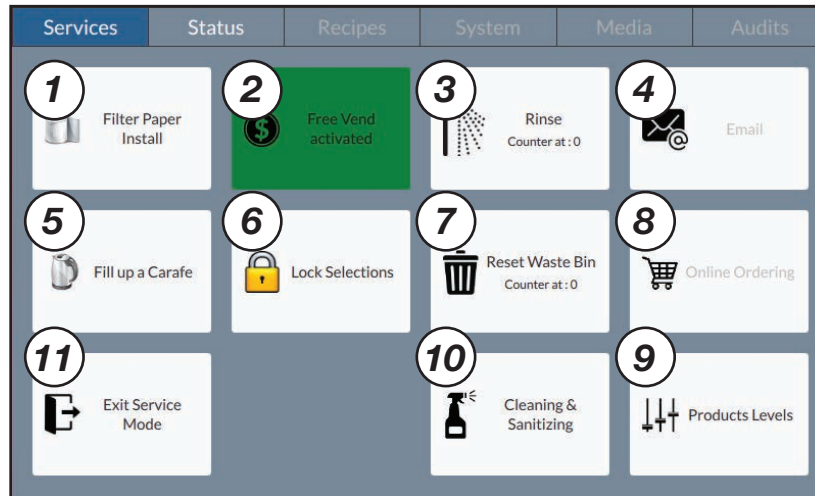 Services Status Recipes System Media Audits
1 2 3 4
Filter Paper
Install
Free Vend
activated
Rinse
Counter at : 0
Email
5 6 7 8
Fill up a Carafe
Lock Selections
Reset Waste Bin
Counter at : 0
Online Ordering
11 10 9
Exit Service
Mode
Cleaning &
Sanitizing
Products Levels